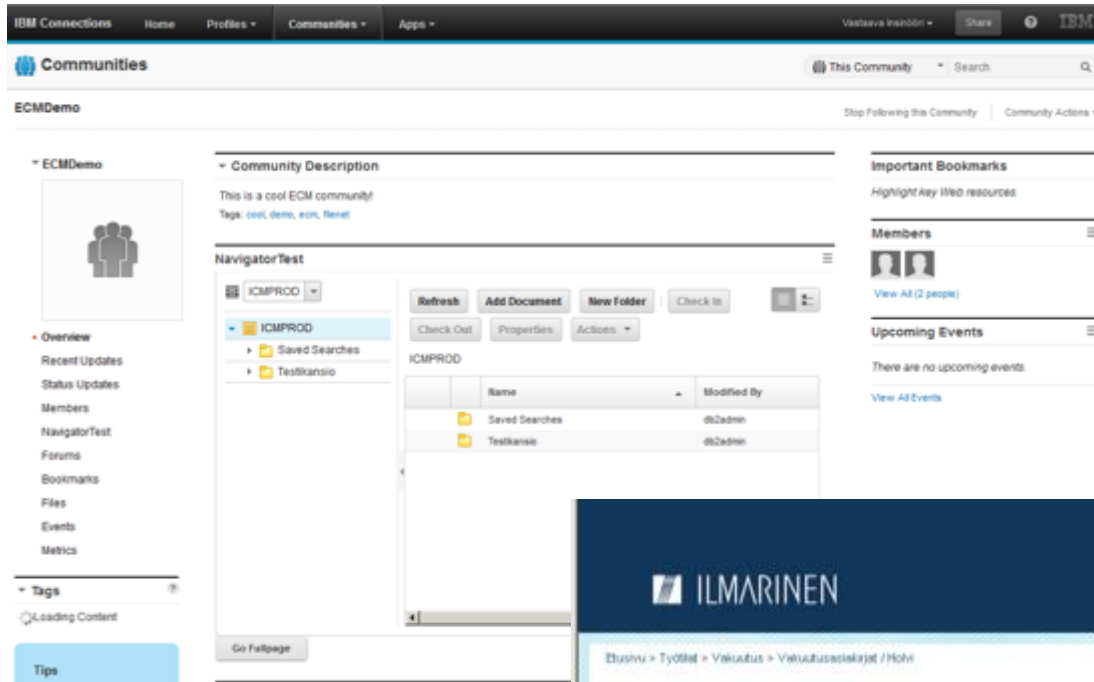 IBM Connections Home Profiles Communities Apps Vastaava Insinööri Share ? IBM
Communities This Community Search
ECMDemo Stop Following this Community Community Actions
ECMDemo
Overview
Recent Updates
Status Updates
Members
NavigatorTest
Forums
Bookmarks
Files
Events
Metrics
Tags ?
Loading Content
Tips
Community Description
This is a cool ECM community!
Tags: cool, demo, ecm, filenet
NavigatorTest
ICMPROD
ICMPROD
Saved Searches
Testikansio
Refresh Add Document New Folder Check In
Check Out Properties Actions
ICMPROD
Name Modified By
Saved Searches db2admin
Testikansio db2admin
Go Fullpage
Important Bookmarks
Highlight key Web resources.
Members
View All (2 people)
Upcoming Events
There are no upcoming events.
View All Events
ILMARINEN
Etusivu > Työtilat > Vakuutus > Vakuutusasiakirjat / Holvi